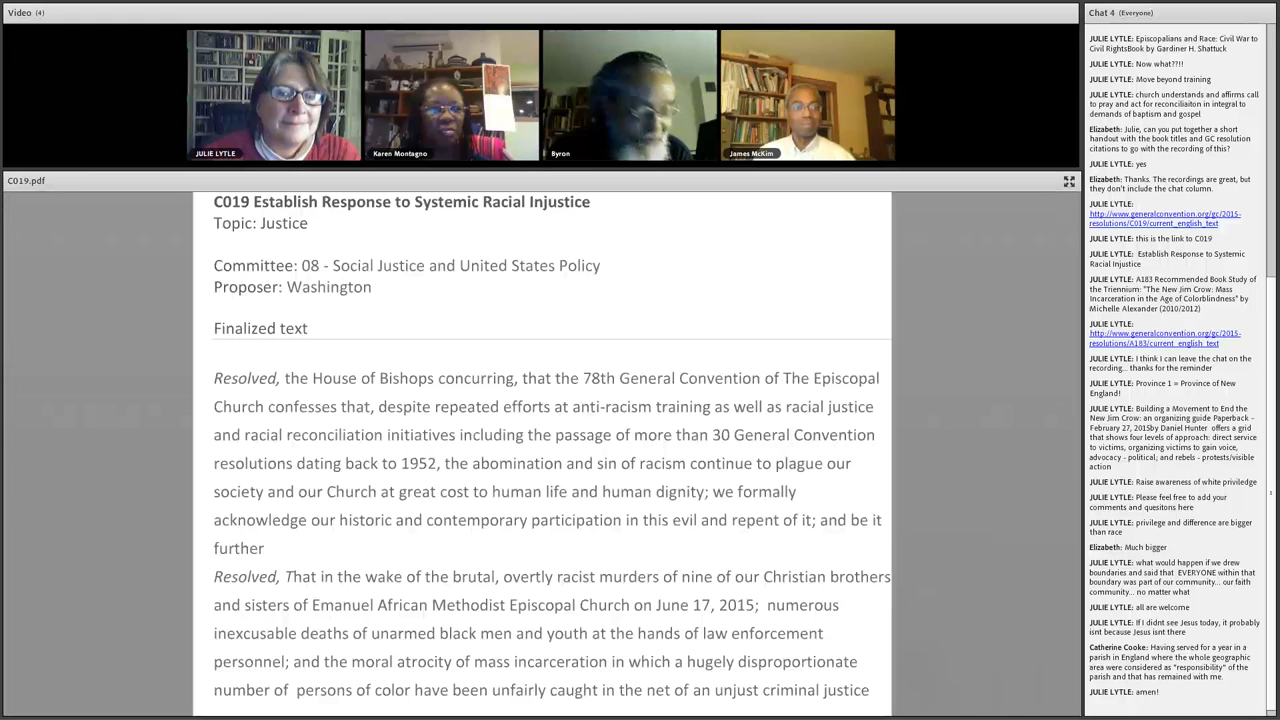 Video (4)
JULIE LYTLE
Karen Montagno
Byron
James McKim
C019.pdf
C019 Establish Response to Systemic Racial Injustice
Topic: Justice
Committee: 08 - Social Justice and United States Policy
Proposer: Washington
Finalized text
Resolved, the House of Bishops concurring, that the 78th General Convention of The Episcopal
Church confesses that, despite repeated efforts at anti-racism training as well as racial justice
and racial reconciliation initiatives including the passage of more than 30 General Convention
resolutions dating back to 1952, the abomination and sin of racism continue to plague our
society and our Church at great cost to human life and human dignity; we formally
acknowledge our historic and contemporary participation in this evil and repent of it; and be it
further
Resolved, That in the wake of the brutal, overtly racist murders of nine of our Christian brothers
and sisters of Emanuel African Methodist Episcopal Church on June 17, 2015;  numerous
inexcusable deaths of unarmed black men and youth at the hands of law enforcement
personnel; and the moral atrocity of mass incarceration in which a hugely disproportionate
number of  persons of color have been unfairly caught in the net of an unjust criminal justice
Chat 4 (Everyone)
JULIE LYTLE: Episcopalians and Race: Civil War to
Civil RightsBook by Gardiner H. Shattuck
JULIE LYTLE: Now what??!!
JULIE LYTLE: Move beyond training
JULIE LYTLE: church understands and affirms call
to pray and act for reconciliaiton in integral to
demands of baptism and gospel
Elizabeth: Julie, can you put together a short
handout with the book titles and GC resolution
citations to go with the recording of this?
JULIE LYTLE: yes
Elizabeth: Thanks. The recordings are great, but
they don't include the chat column.
JULIE LYTLE:
http://www.generalconvention.org/gc/2015-
resolutions/C019/current_english_text
JULIE LYTLE: this is the link to C019
JULIE LYTLE:  Establish Response to Systemic
Racial Injustice
JULIE LYTLE: A183 Recommended Book Study of
the Triennium: "The New Jim Crow: Mass
Incarceration in the Age of Colorblindness" by
Michelle Alexander (2010/2012)
JULIE LYTLE:
http://www.generalconvention.org/gc/2015-
resolutions/A183/current_english_text
JULIE LYTLE: I think I can leave the chat on the
recording... thanks for the reminder
JULIE LYTLE: Province 1 = Province of New
England!
JULIE LYTLE: Building a Movement to End the
New Jim Crow: an organizing guide Paperback –
February 27, 2015by Daniel Hunter  offers a grid
that shows four levels of approach: direct service
to victims, organizing victims to gain voice,
advocacy - political; and rebels - protests/visible
action
JULIE LYTLE: Raise awareness of white priviledge
JULIE LYTLE: Please feel free to add your
comments and quesitons here
JULIE LYTLE: privilege and difference are bigger
than race
Elizabeth: Much bigger
JULIE LYTLE: what would happen if we drew
boundaries and said that  EVERYONE within that
boundary was part of our community... our faith
community... no matter what
JULIE LYTLE: all are welcome
JULIE LYTLE: If I didnt see Jesus today, it probably
isnt because Jesus isnt there
Catherine Cooke: Having served for a year in a
parish in England where the whole geographic
area were considered as "responsibility" of the
parish and that has remained with me.
JULIE LYTLE: amen!